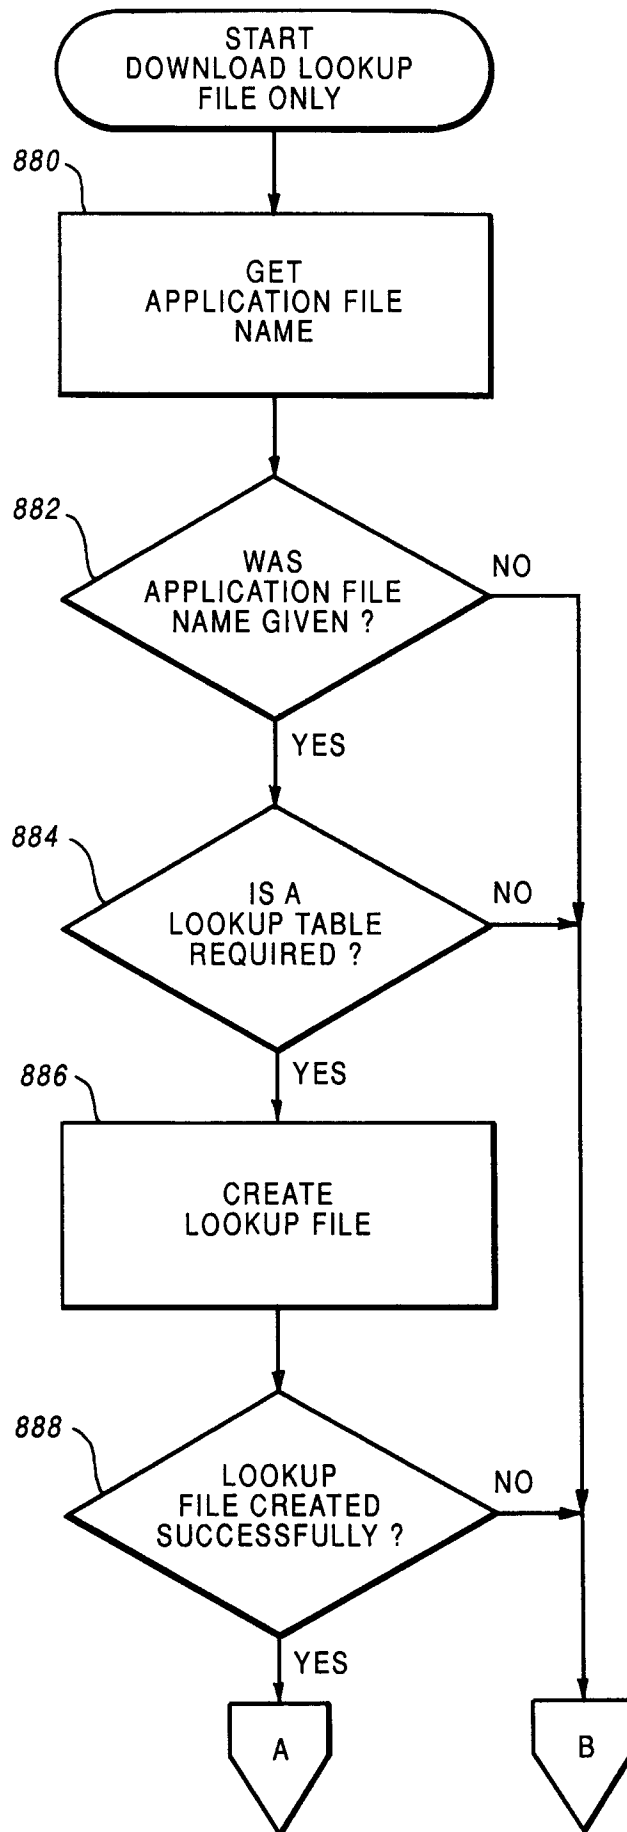 START
DOWNLOAD LOOKUP
FILE ONLY
880
GET
APPLICATION FILE
NAME
882
WAS
APPLICATION FILE
NAME GIVEN ?
NO
YES
884
IS A
LOOKUP TABLE
REQUIRED ?
NO
YES
886
CREATE
LOOKUP FILE
888
LOOKUP
FILE CREATED
SUCCESSFULLY ?
NO
YES
A
B